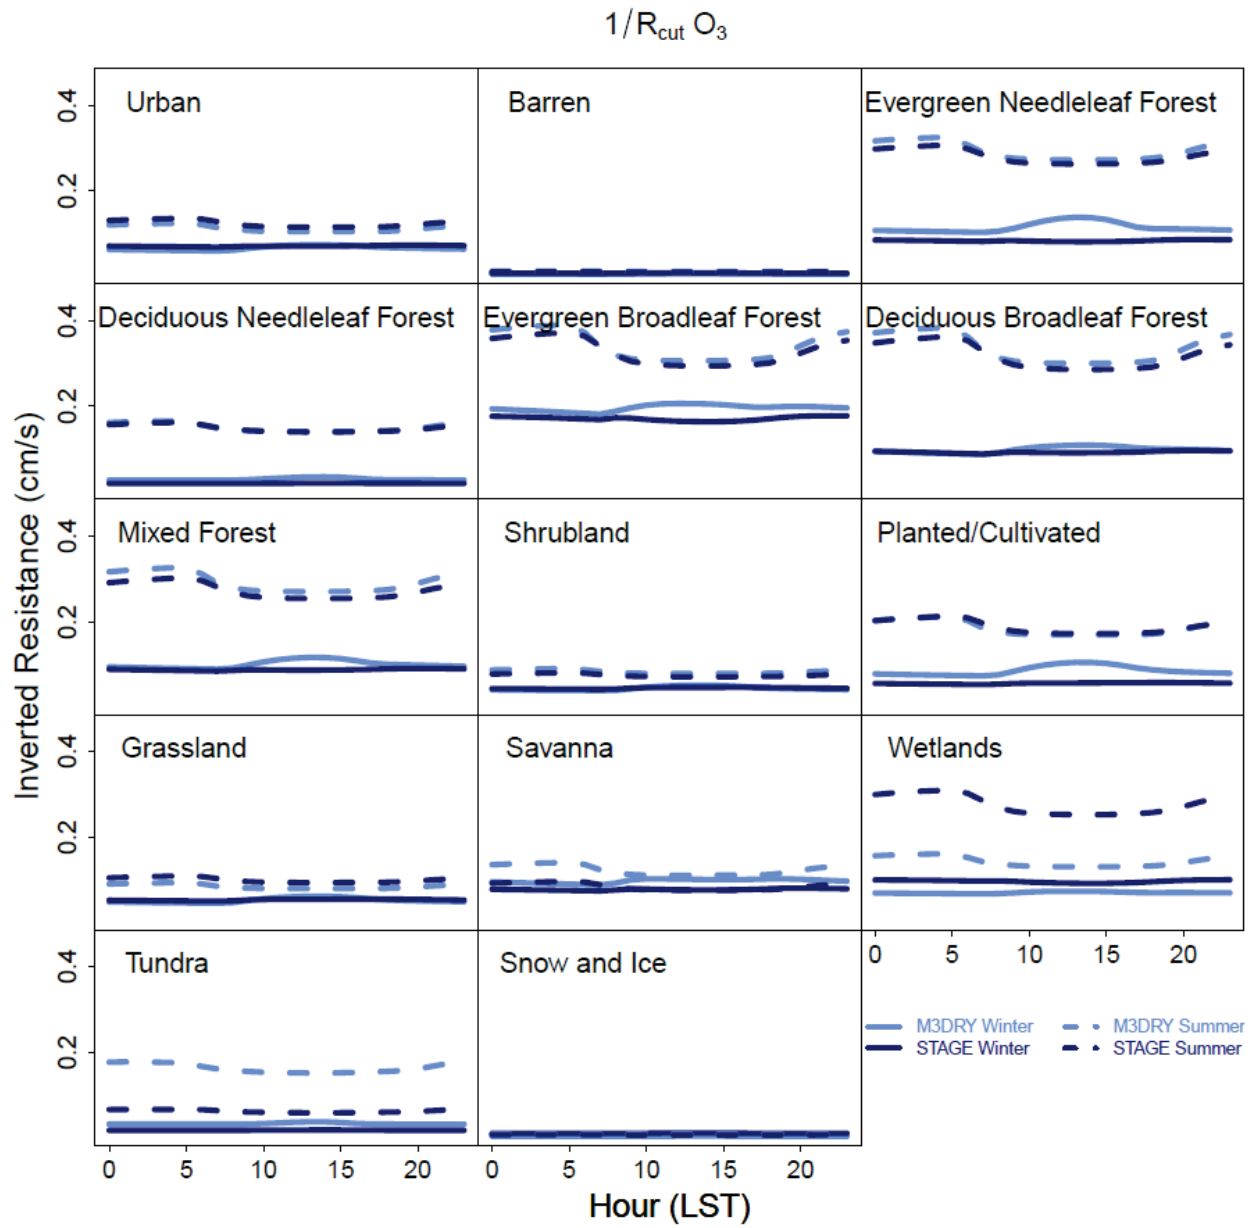 1/Rcut O3
Urban
Barren
Evergreen Needleleaf Forest
0.4
0.2
Deciduous Needleleaf Forest
Evergreen Broadleaf Forest
Deciduous Broadleaf Forest
0.4
0.2
Mixed Forest
Shrubland
Planted/Cultivated
0.4
0.2
Inverted Resistance (cm/s)
Grassland
Savanna
Wetlands
0.4
0.2
0 5 10 15 20
Tundra
Snow and Ice
0.4
0.2
M3DRY Winter M3DRY Summer
STAGE Winter STAGE Summer
0 5 10 15 20
0 5 10 15 20
Hour (LST)